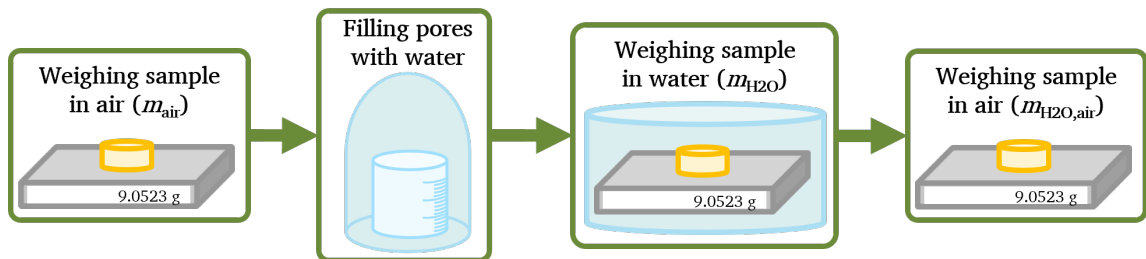 Weighing sample
in air (mair)
9.0523 g
Filling pores
with water
Weighing sample
in water (mH2O)
9.0523 g
Weighing sample
in air (mH2O,air)
9.0523 g